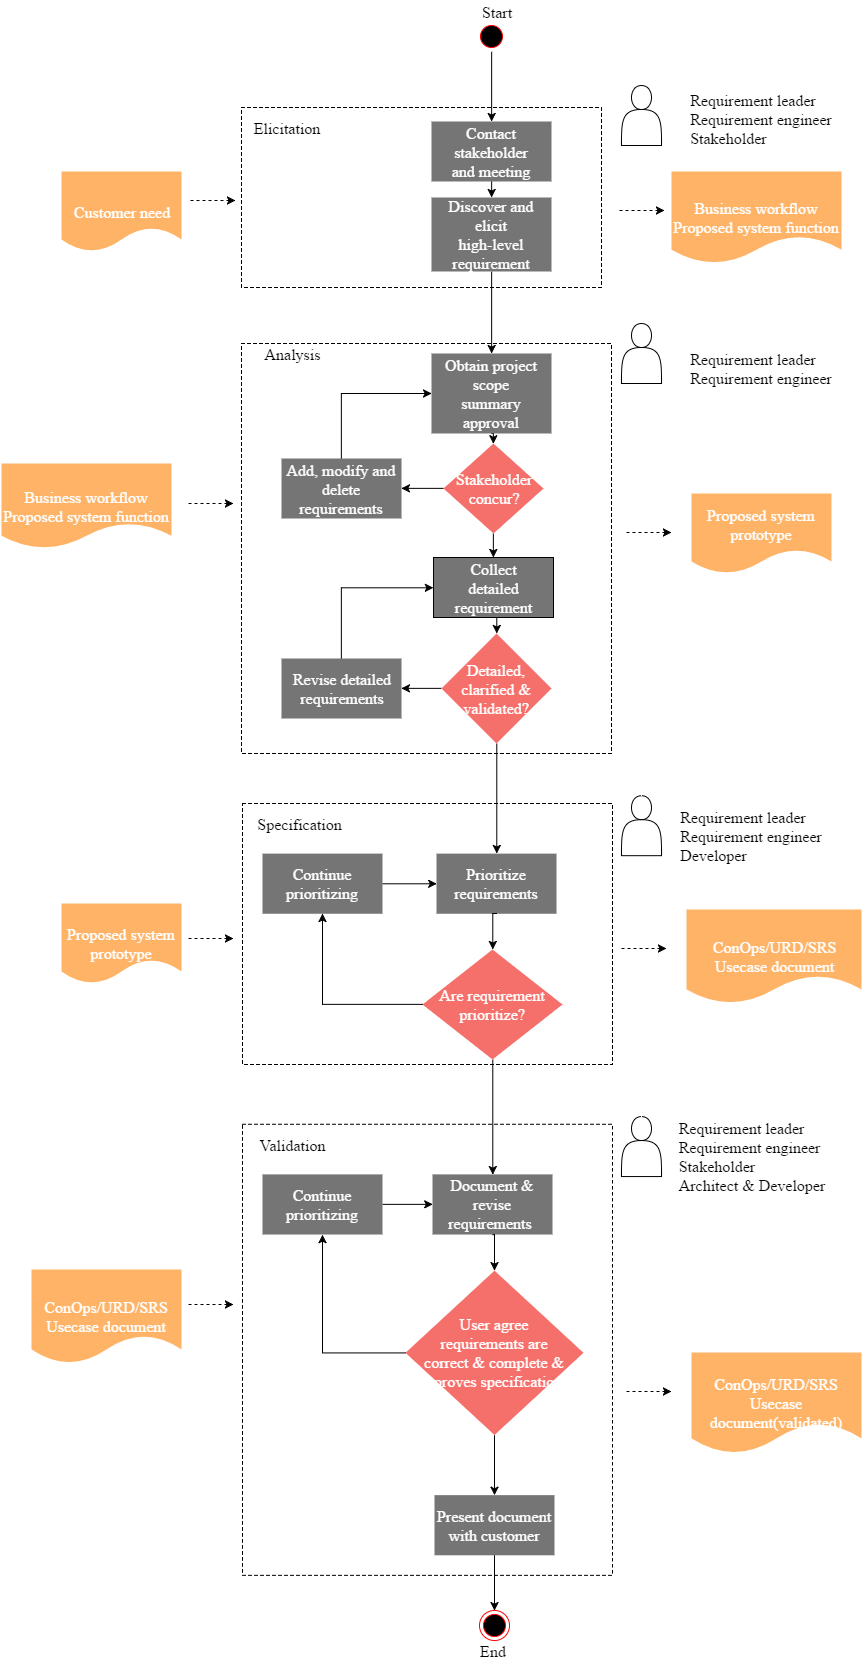 Start
Elicitation
Contact
stakeholder
and meeting
Requirement leader
Requirement engineer
Stakeholder
Customer need
Discover and
elicit
high-level
requirement
Business workflow
Proposed system function
Analysis
Obtain project
scope
summary
approval
Requirement leader
Requirement engineer
Add, modify and
delete
requirements
Stakeholder
concur?
Business workflow
Proposed system function
Proposed system
prototype
Collect
detailed
requirement
Revise detailed
requirements
Detailed,
clarified &
validated?
Specification
Requirement leader
Requirement engineer
Developer
Continue
prioritizing
Prioritize
requirements
Proposed system
prototype
ConOps/URD/SRS
Usecase document
Are requirement
prioritize?
Validation
Requirement leader
Requirement engineer
Stakeholder
Architect & Developer
Continue
prioritizing
Document &
revise
requirements
ConOps/URD/SRS
Usecase document
User agree
requirements are
correct & complete &
proves specification
ConOps/URD/SRS
Usecase
document(validated)
Present document
with customer
End